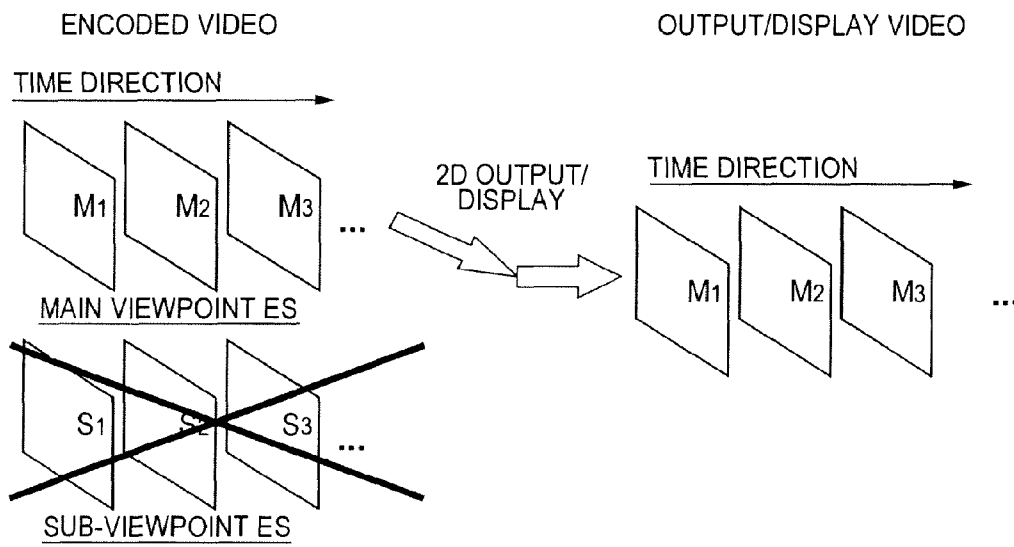 ENCODED VIDEO
OUTPUT/DISPLAY VIDEO
TIME DIRECTION
M1 M2 M3 ...
MAIN VIEWPOINT ES
2D OUTPUT/
DISPLAY
TIME DIRECTION
M1 M2 M3 ...
S1 S2 S3 ...
SUB-VIEWPOINT ES